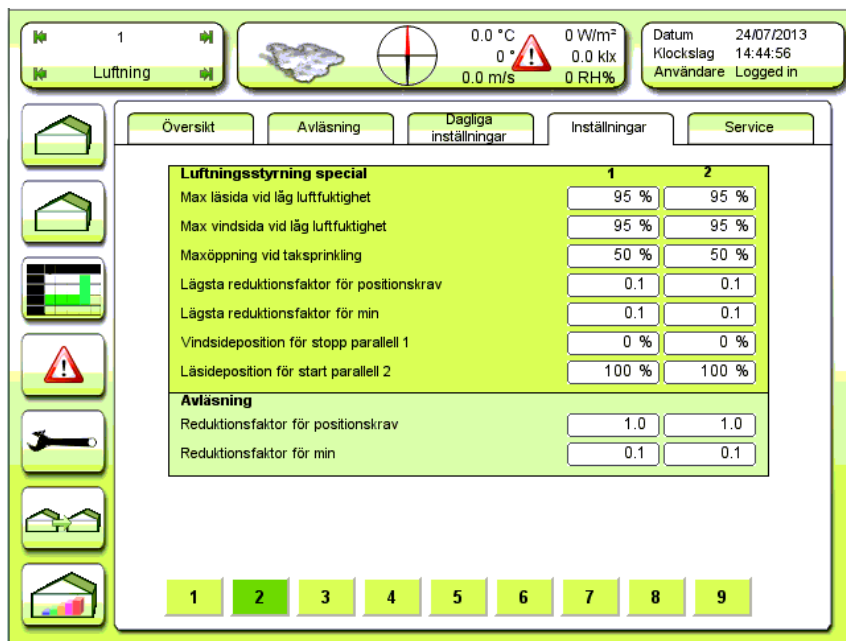 1
Luftning
0.0 °C
0 °
0.0 m/s
0 W/m²
0.0 klx
0 RH%
Datum 24/07/2013
Klockslag 14:44:56
Användare Logged in
Översikt
Avläsning
Dagliga
inställningar
Inställningar
Service
Luftningsstyrning special 1 2
Max läsida vid låg luftfuktighet 95 % 95 %
Max vindsida vid låg luftfuktighet 95 % 95 %
Maxöppning vid taksprinkling 50 % 50 %
Lägsta reduktionsfaktor för positionskrav 0.1 0.1
Lägsta reduktionsfaktor för min 0.1 0.1
Vindsideposition för stopp parallell 1 0 % 0 %
Läsideposition för start parallell 2 100 % 100 %
Avläsning
Reduktionsfaktor för positionskrav 1.0 1.0
Reduktionsfaktor för min 0.1 0.1
1 2 3 4 5 6 7 8 9